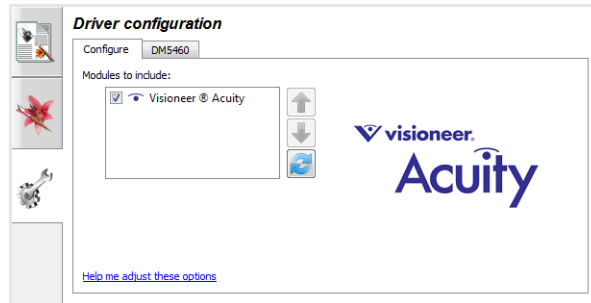 Driver configuration
Configure DM5460
Modules to include:
Visioneer ® Acuity
visioneer.
Acuity
Help me adjust these options